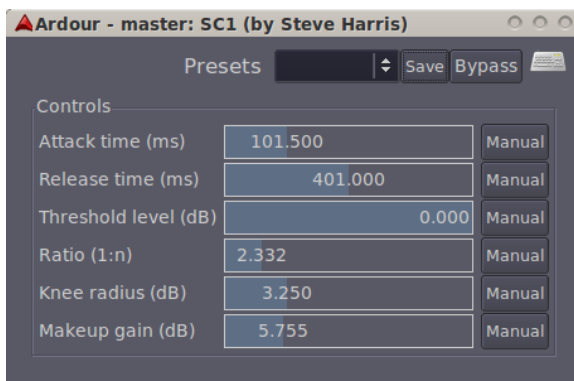 Ardour - master: SC1 (by Steve Harris)
Presets Save Bypass
Controls
Attack time (ms) 101.500 Manual
Release time (ms) 401.000 Manual
Threshold level (dB) 0.000 Manual
Ratio (1:n) 2.332 Manual
Knee radius (dB) 3.250 Manual
Makeup gain (dB) 5.755 Manual